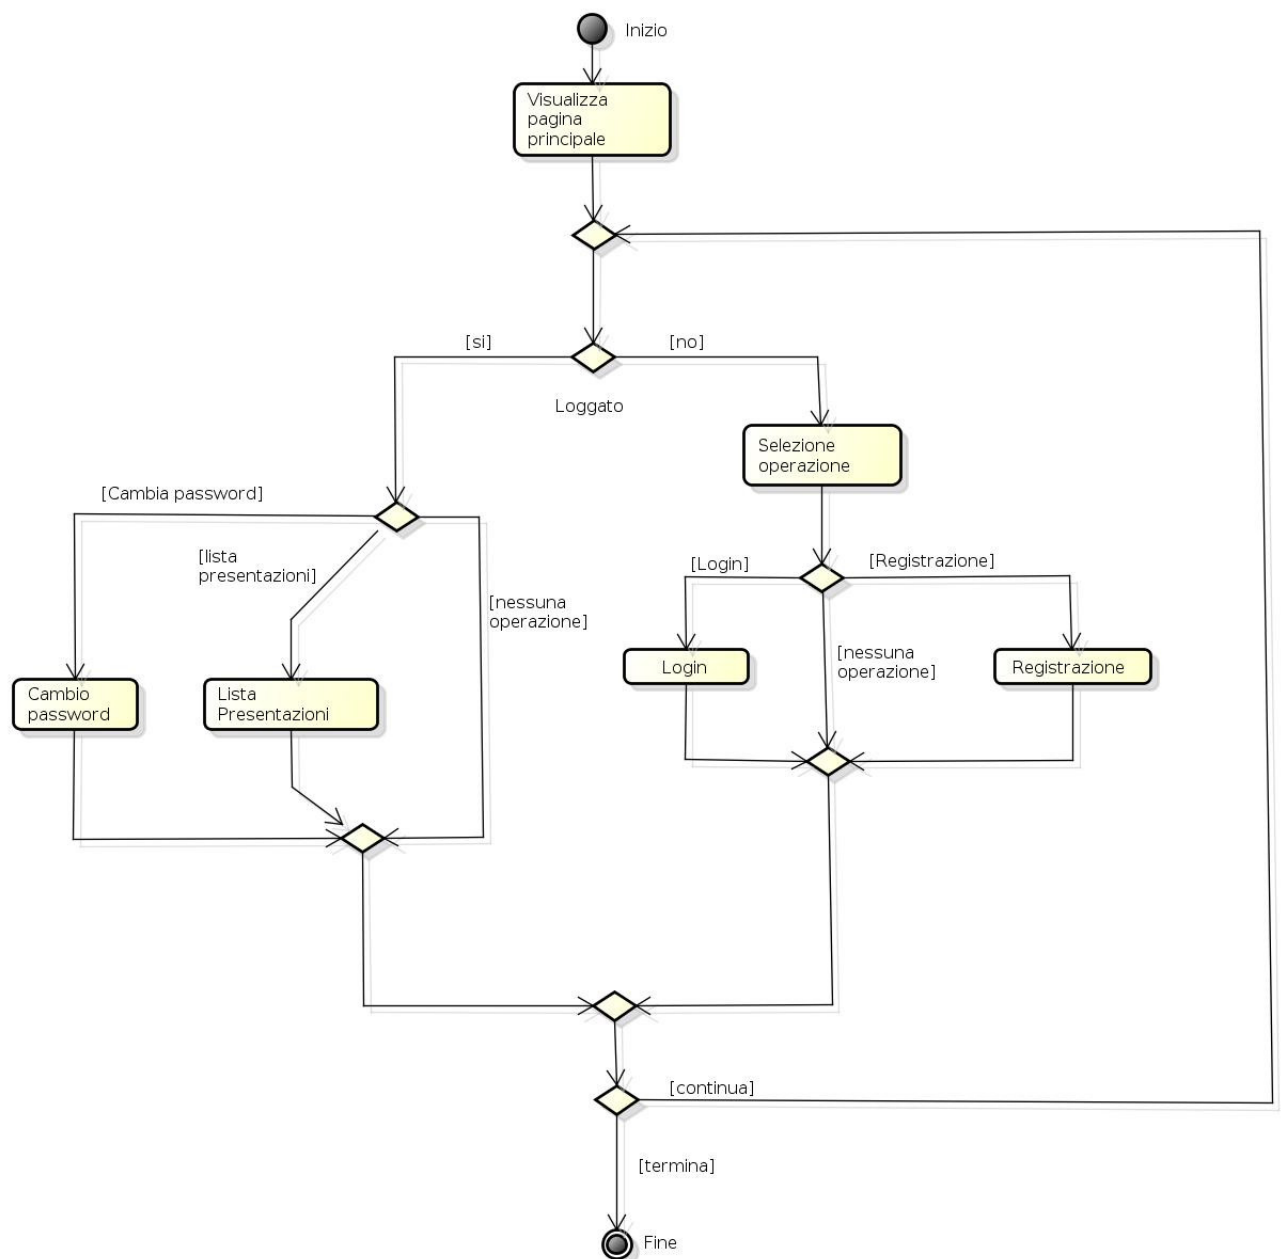 Inizio
Visualizza
pagina
principale
[si]
[no]
Loggato
Selezione
operazione
[Cambia password]
[lista
presentazioni]
[nessuna
operazione]
[Login]
[Registrazione]
[nessuna
operazione]
Login
Registrazione
Cambio
password
Lista
Presentazioni
[continua]
[termina]
Fine